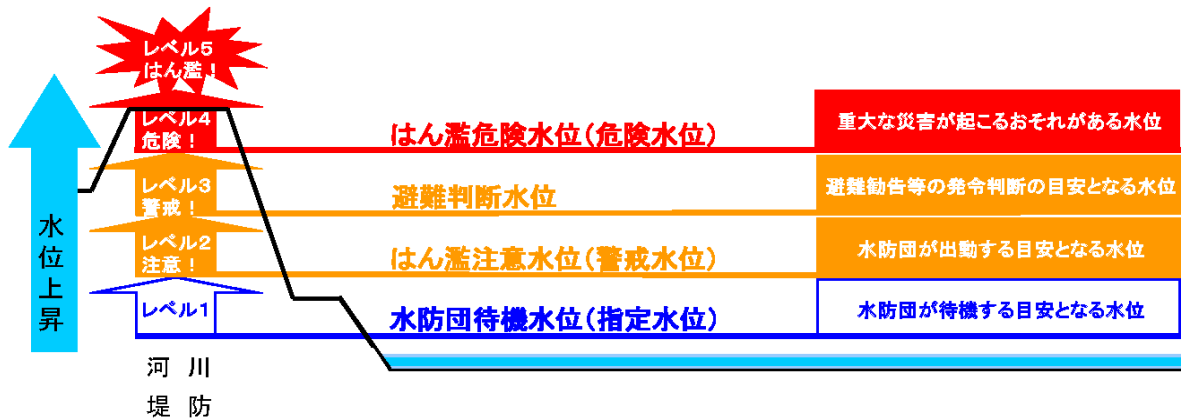 レベル5
はん濫！
レベル4
危険！
はん濫危険水位(危険水位)
重大な災害が起こるおそれがある水位
レベル3
警戒！
避難判断水位
避難勧告等の発令判断の目安となる水位
レベル2
注意！
はん濫注意水位(警戒水位)
水防団が出動する目安となる水位
レベル1
水防団待機水位(指定水位)
水防団が待機する目安となる水位
水位上昇
河川
堤防